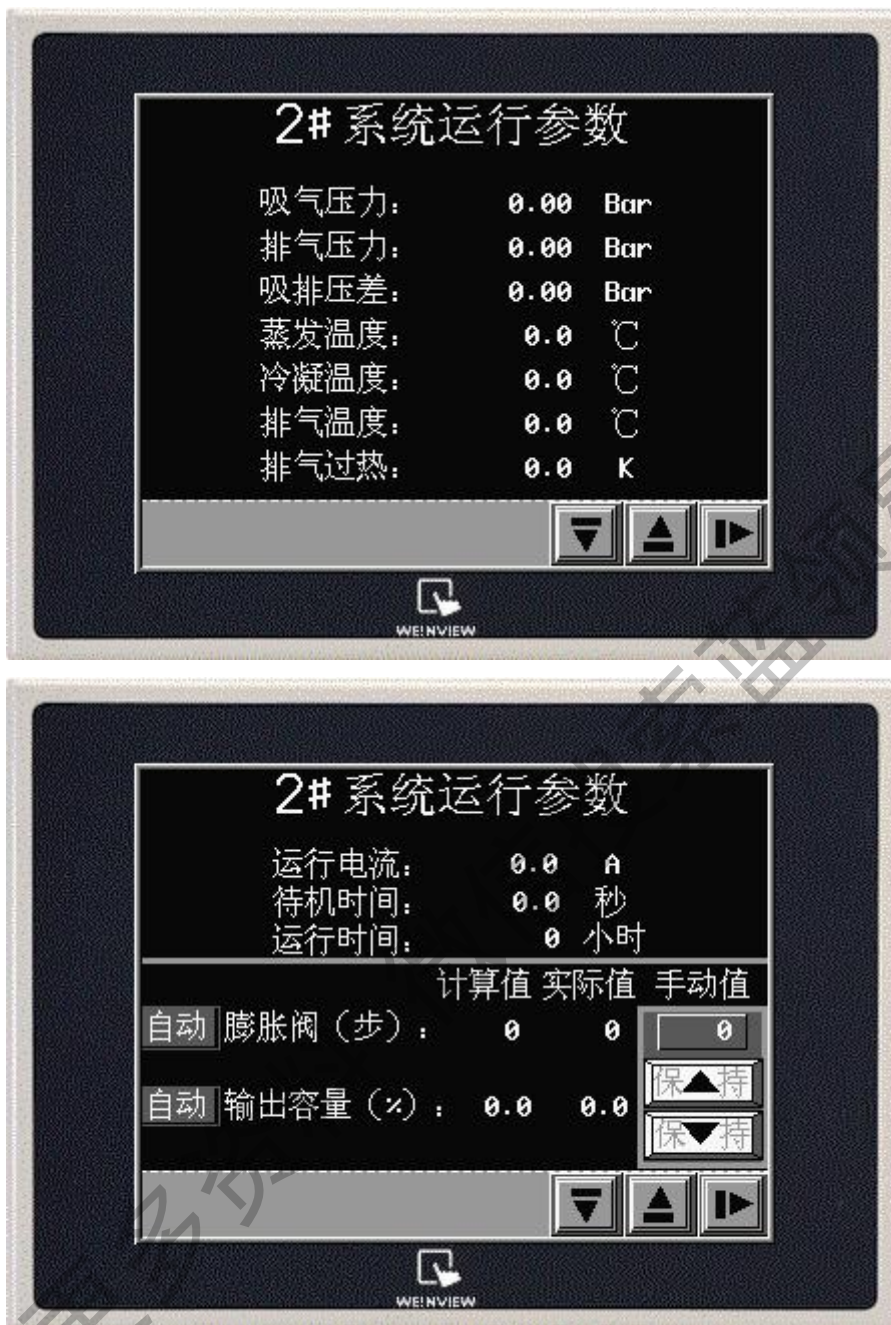 2# 系统运行参数
吸气压力: 0.00 Bar
排气压力: 0.00 Bar
吸排压差: 0.00 Bar
蒸发温度: 0.0 ℃
冷凝温度: 0.0 ℃
排气温度: 0.0 ℃
排气过热: 0.0 K
WEINVIEW
2# 系统运行参数
运行电流: 0.0 A
待机时间: 0.0 秒
运行时间: 0 小时
计算值 实际值 手动值
自动 膨胀阀（步）: 0 0 0
保 持
自动 输出容量（%）: 0.0 0.0
保 持
WEINVIEW